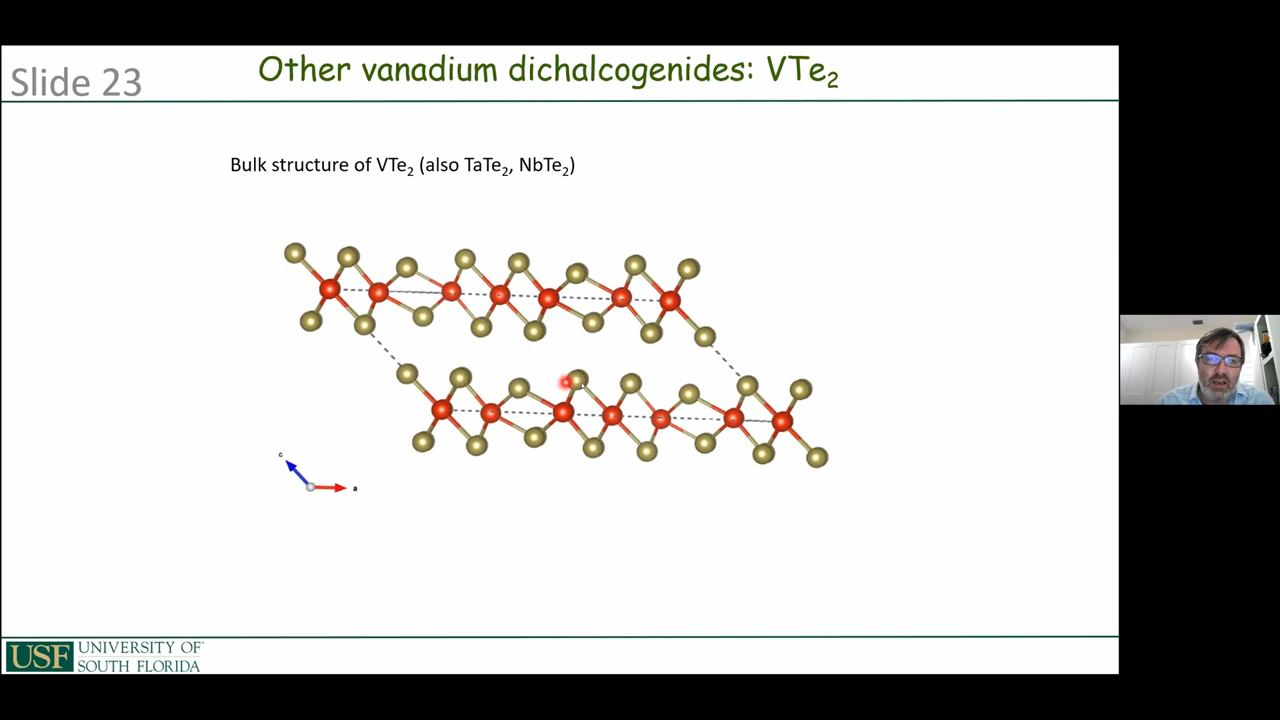 Slide 23
Other vanadium dichalcogenides: VTe₂
Bulk structure of VTe₂ (also TaTe₂, NbTe₂)
c
a
USF
UNIVERSITY OF
SOUTH FLORIDA